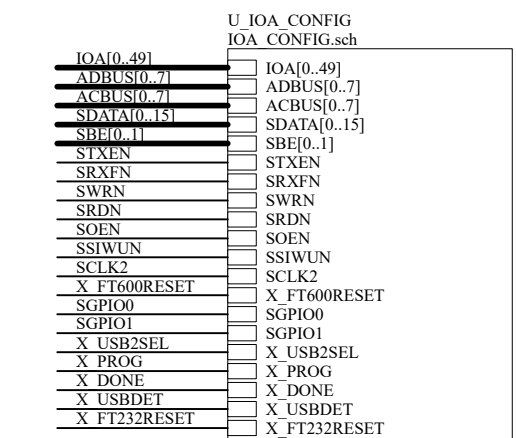 U_IOA_CONFIG
IOA_CONFIG.sch
IOA[0..49] IOA[0..49]
ADBUS[0..7] ADBUS[0..7]
ACBUS[0..7] ACBUS[0..7]
SDATA[0..15] SDATA[0..15]
SBE[0..1] SBE[0..1]
STXEN STXEN
SRXFN SRXFN
SWRN SWRN
SRDN SRDN
SOEN SOEN
SSIWUN SSIWUN
SCLK2 SCLK2
X_FT600RESET X_FT600RESET
SGPIO0 SGPIO0
SGPIO1 SGPIO1
X_USB2SEL X_USB2SEL
X_PROG X_PROG
X_DONE X_DONE
X_USBDET X_USBDET
X_FT232RESET X_FT232RESET